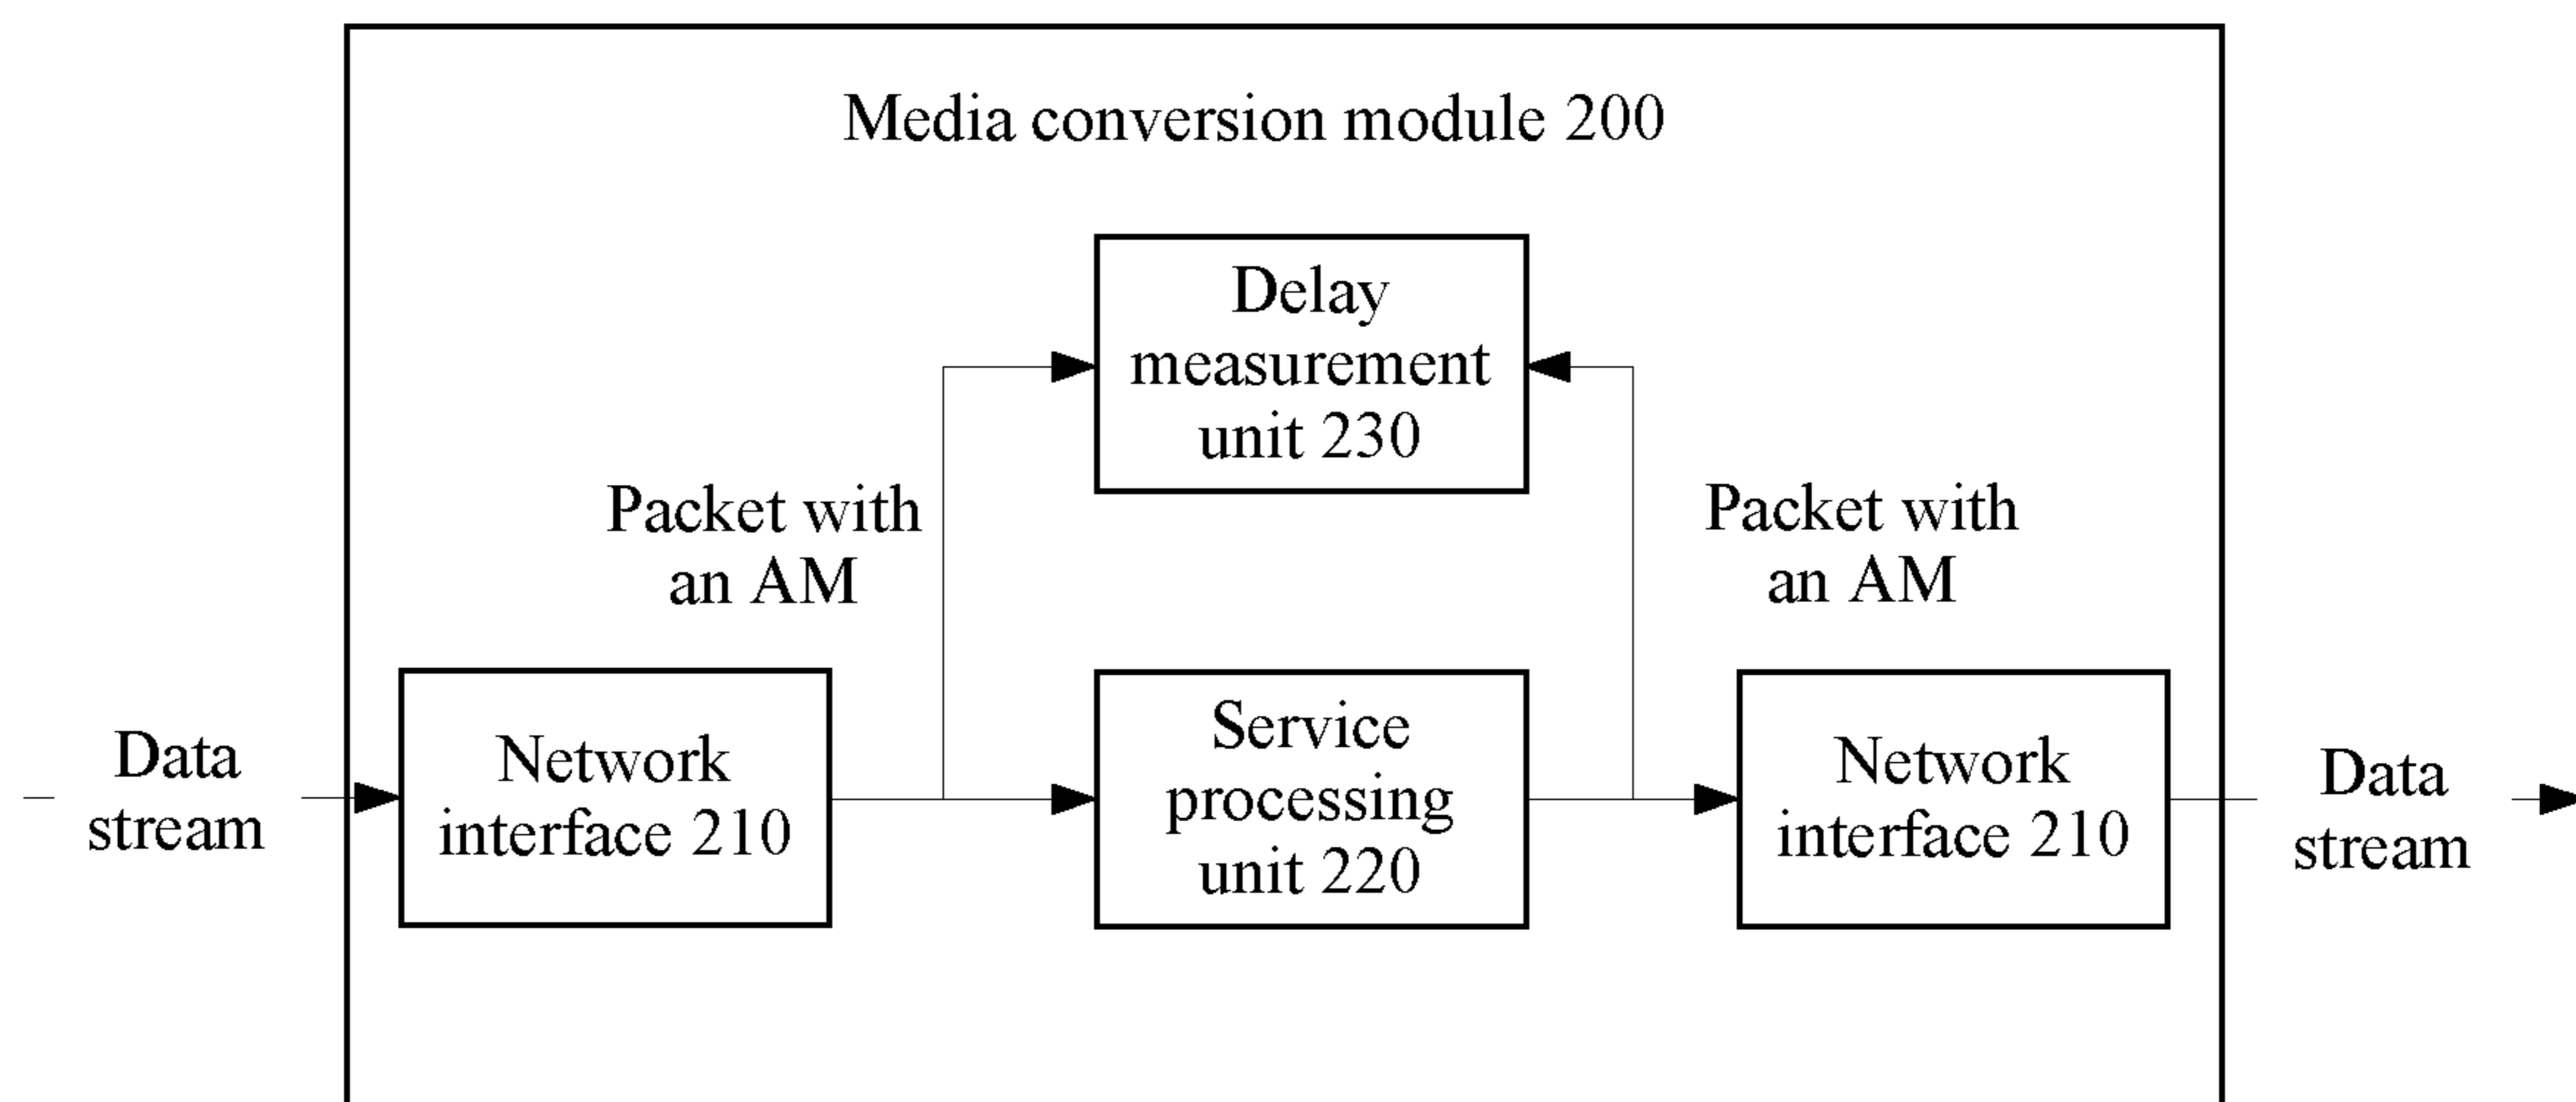 Media conversion module 200
Delay
measurement
unit 230
Packet with
an AM
Packet with
an AM
Data
stream
Network
interface 210
Service
processing
unit 220
Network
interface 210
Data
stream